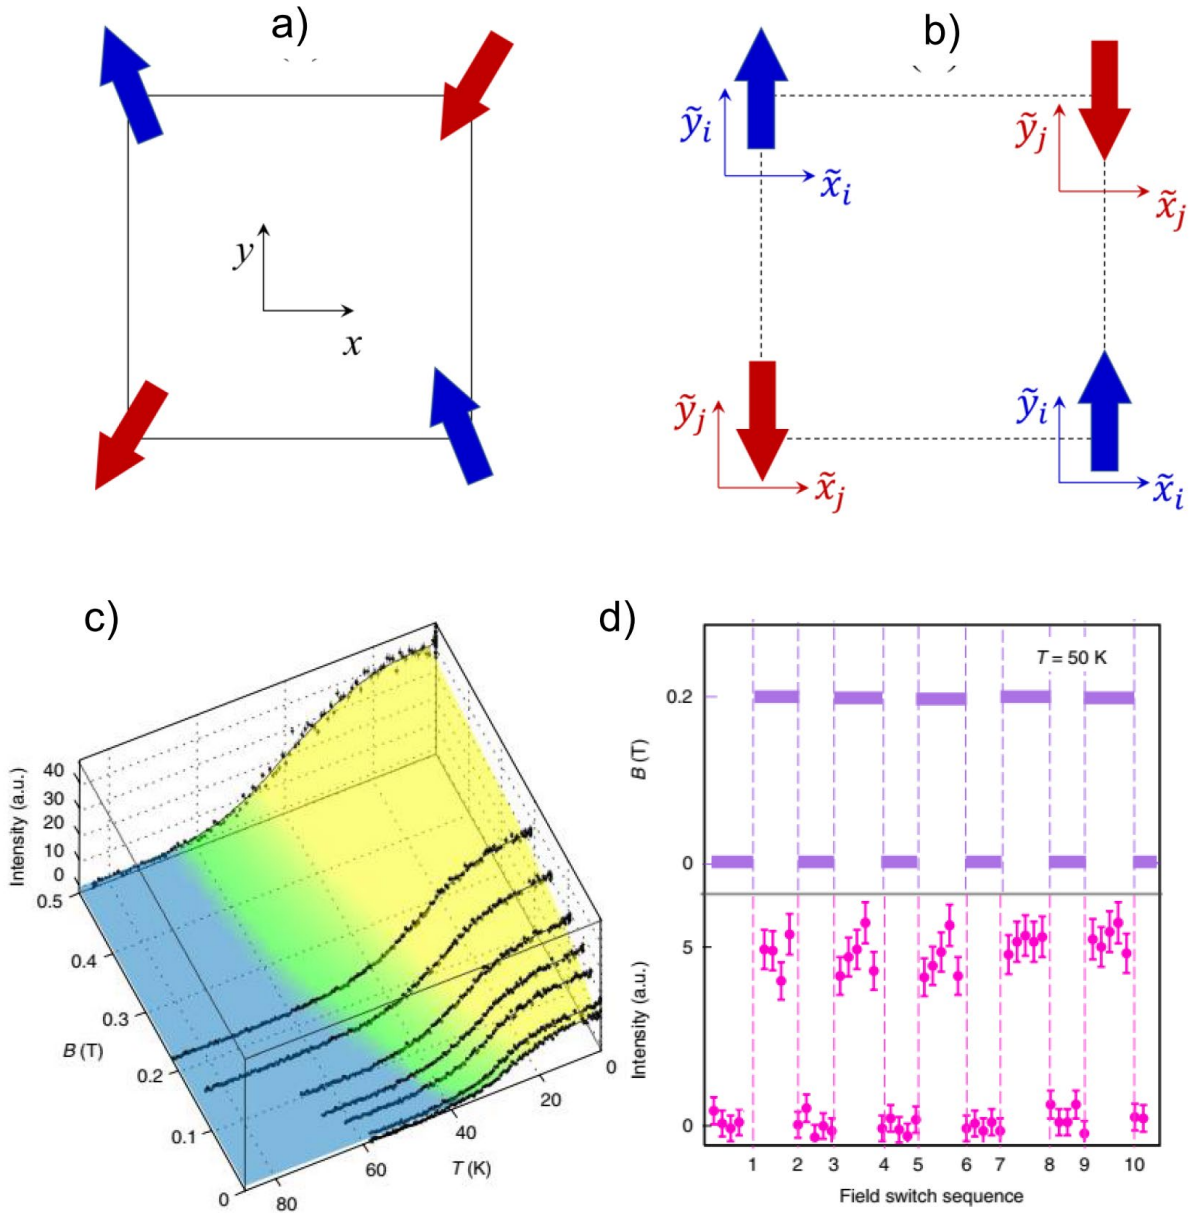 a)
y
x
b)
ỹᵢ
x̃ᵢ
ỹⱼ
x̃ⱼ
ỹⱼ
x̃ⱼ
ỹᵢ
x̃ᵢ
c)
Intensity (a.u.)
40
30
20
10
0
0.5
0.4
0.3
0.2
0.1
0
B (T)
80
60
40
20
0
T (K)
d)
T = 50 K
B (T)
0.2
0
Intensity (a.u.)
5
0
1 2 3 4 5 6 7 8 9 10
Field switch sequence